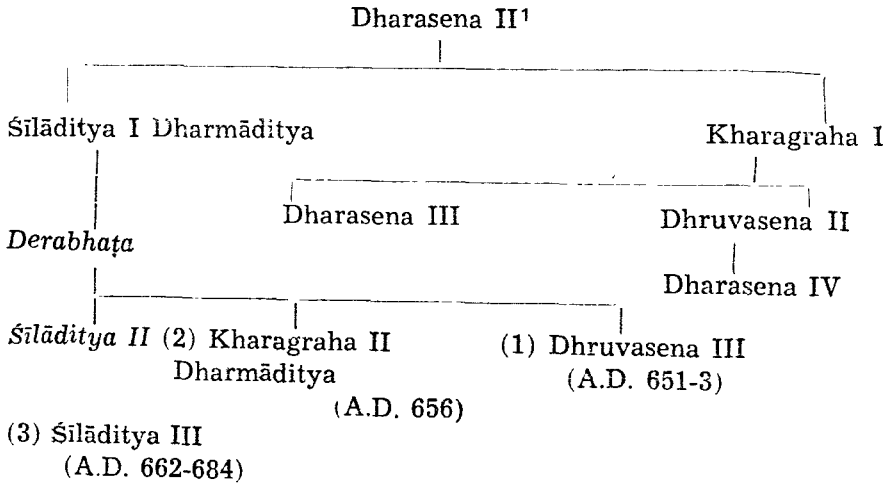 Dharasena II¹
Śīlāditya I Dharmāditya Kharagraha I
Dharasena III Dhruvasena II
Derabhaṭa
Dharasena IV
Śīlāditya II (2) Kharagraha II (1) Dhruvasena III
Dharmāditya (A.D. 651-3)
(A.D. 656)
(3) Śīlāditya III
(A.D. 662-684)